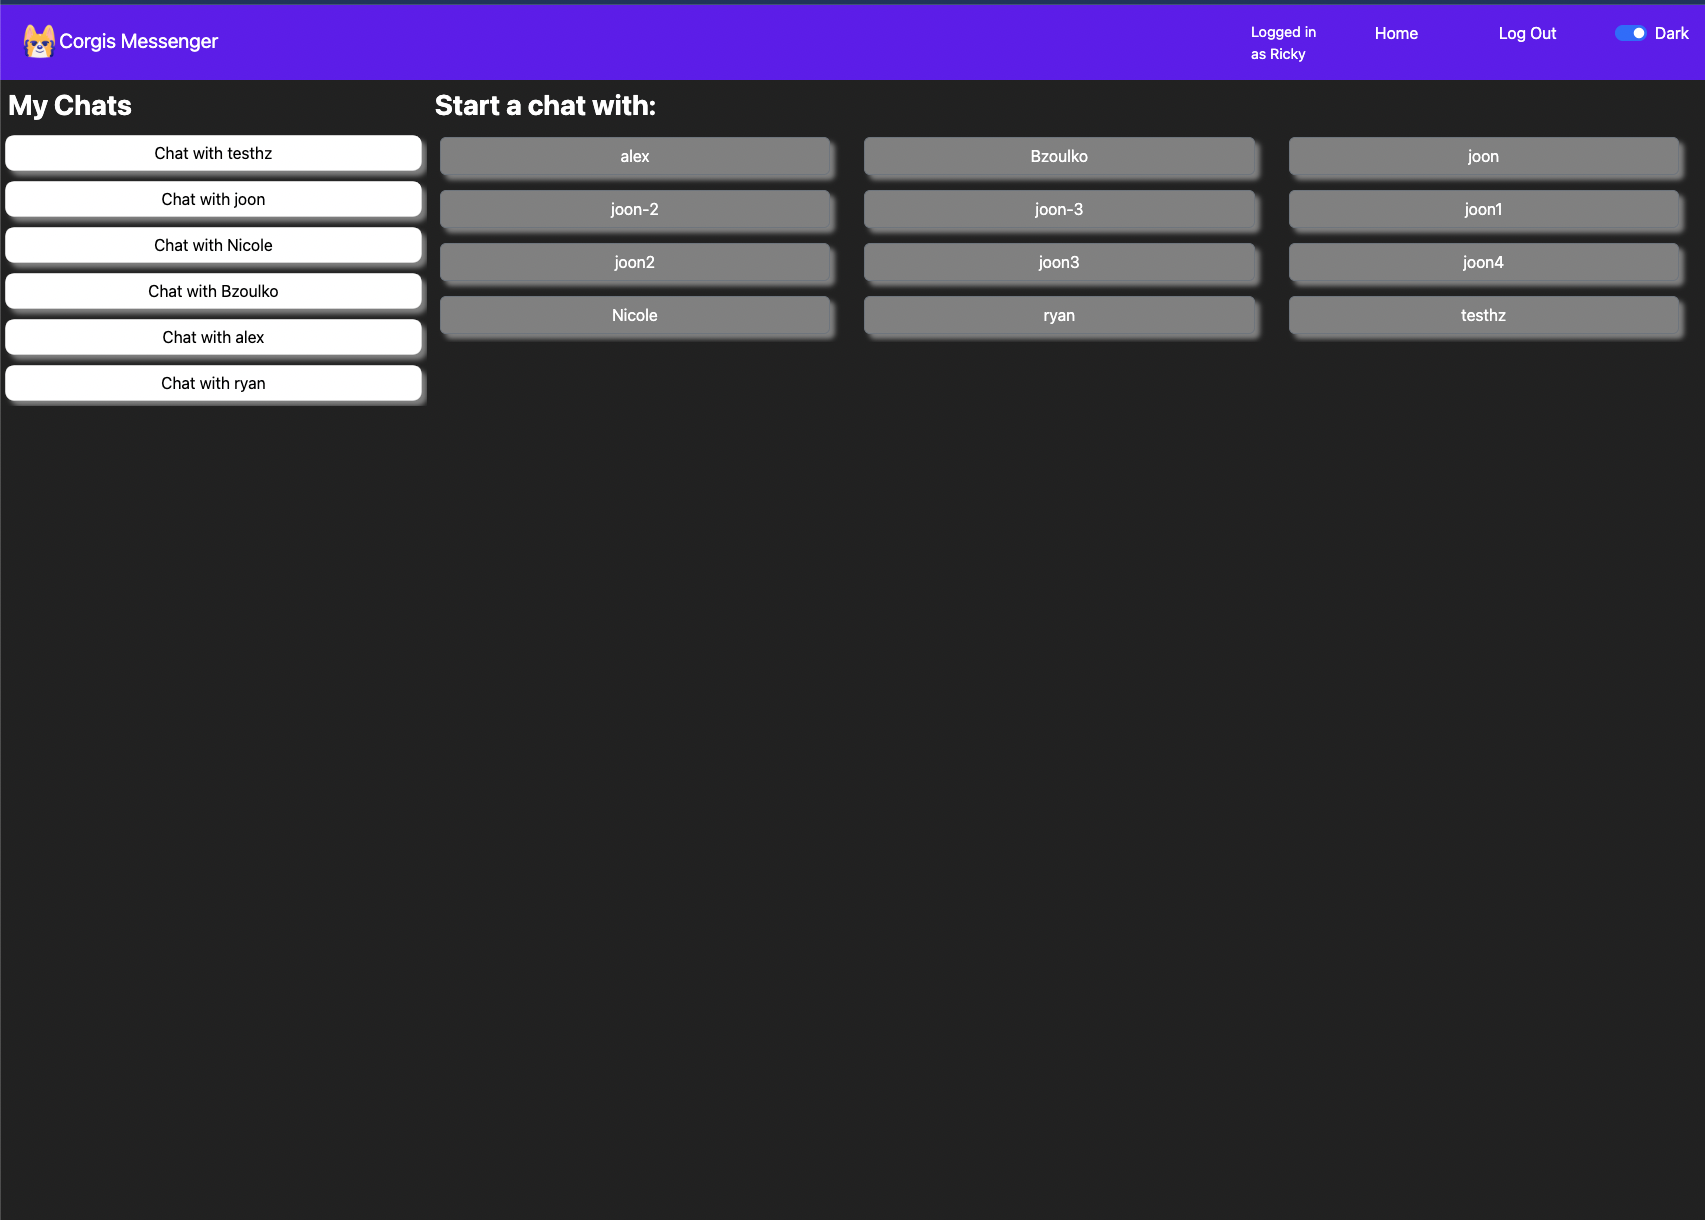 Corgis Messenger
Logged in
as Ricky
Home
Log Out
Dark
My Chats
Chat with testhz
Chat with joon
Chat with Nicole
Chat with Bzoulko
Chat with alex
Chat with ryan
Start a chat with:
alex
Bzoulko
joon
joon-2
joon-3
joon1
joon2
joon3
joon4
Nicole
ryan
testhz